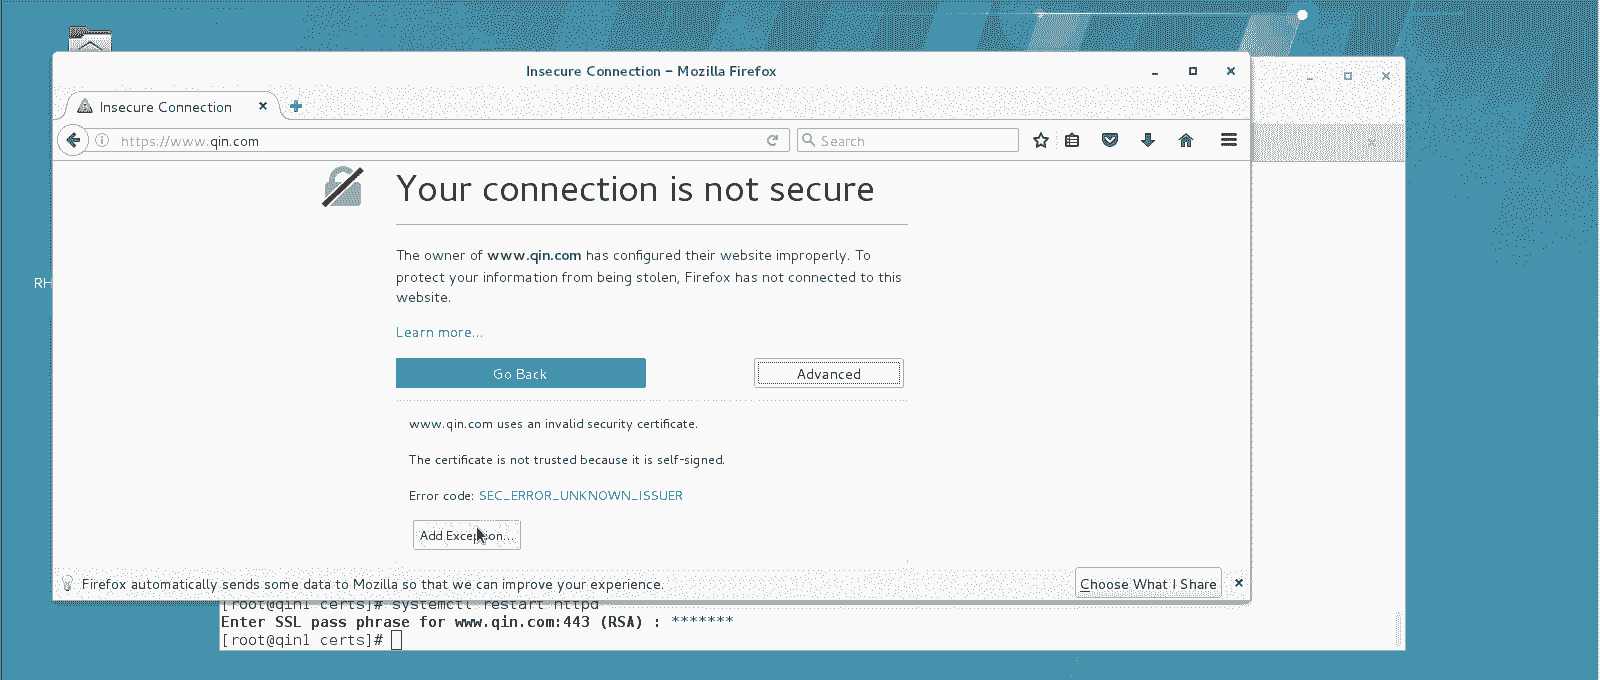 Insecure Connection - Mozilla Firefox
Insecure Connection
https://www.qin.com
Search
Your connection is not secure
The owner of www.qin.com has configured their website improperly. To
protect your information from being stolen, Firefox has not connected to this
website.
Learn more...
Go Back
Advanced
www.qin.com uses an invalid security certificate.
The certificate is not trusted because it is self-signed.
Error code: SEC_ERROR_UNKNOWN_ISSUER
Add Exception...
Firefox automatically sends some data to Mozilla so that we can improve your experience.
Choose What I Share
RH
[root@qin1 certs]# systemctl restart httpd
Enter SSL pass phrase for www.qin.com:443 (RSA) : *******
[root@qin1 certs]#